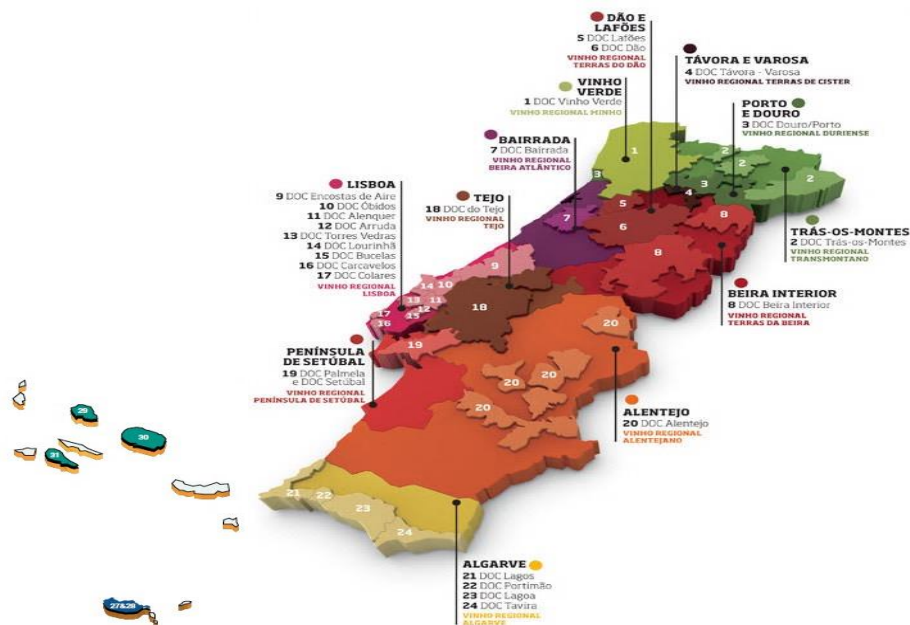 DÃO E
LAFÕES
5 DOC Lafões
6 DOC Dão
VINHO REGIONAL
TERRAS DO DÃO
TÁVORA E VAROSA
4 DOC Távora - Varosa
VINHO REGIONAL TERRAS DE CISTER
VINHO
VERDE
1 DOC Vinho Verde
VINHO REGIONAL MINHO
PORTO
E DOURO
3 DOC Douro/Porto
VINHO REGIONAL DURIENSE
BAIRRADA
7 DOC Bairrada
VINHO REGIONAL
BEIRA ATLÂNTICO
LISBOA
9 DOC Encostas de Aire
10 DOC Óbidos
11 DOC Alenquer
12 DOC Arruda
13 DOC Torres Vedras
14 DOC Lourinhã
15 DOC Bucelas
16 DOC Carcavelos
17 DOC Colares
VINHO REGIONAL
LISBOA
TEJO
18 DOC do Tejo
VINHO REGIONAL
TEJO
TRÁS-OS-MONTES
2 DOC Trás-os-Montes
VINHO REGIONAL
TRANSMONTANO
BEIRA INTERIOR
8 DOC Beira Interior
VINHO REGIONAL
TERRAS DA BEIRA
PENÍNSULA
DE SETÚBAL
19 DOC Palmela
e DOC Setúbal
VINHO REGIONAL
PENÍNSULA DE SETÚBAL
ALENTEJO
20 DOC Alentejo
VINHO REGIONAL
ALENTEJANO
ALGARVE
21 DOC Lagos
22 DOC Portimão
23 DOC Lagoa
24 DOC Tavira
VINHO REGIONAL
ALGARVE
1
2
2
2
3
3
4
5
6
7
8
8
9
10
14
13
11
12
15
17
16
18
19
20
20
20
20
21
22
23
24
29
30
31
27&28